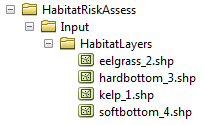 HabitatRiskAssess
Input
HabitatLayers
eelgrass_2.shp
hardbottom_3.shp
kelp_1.shp
softbottom_4.shp